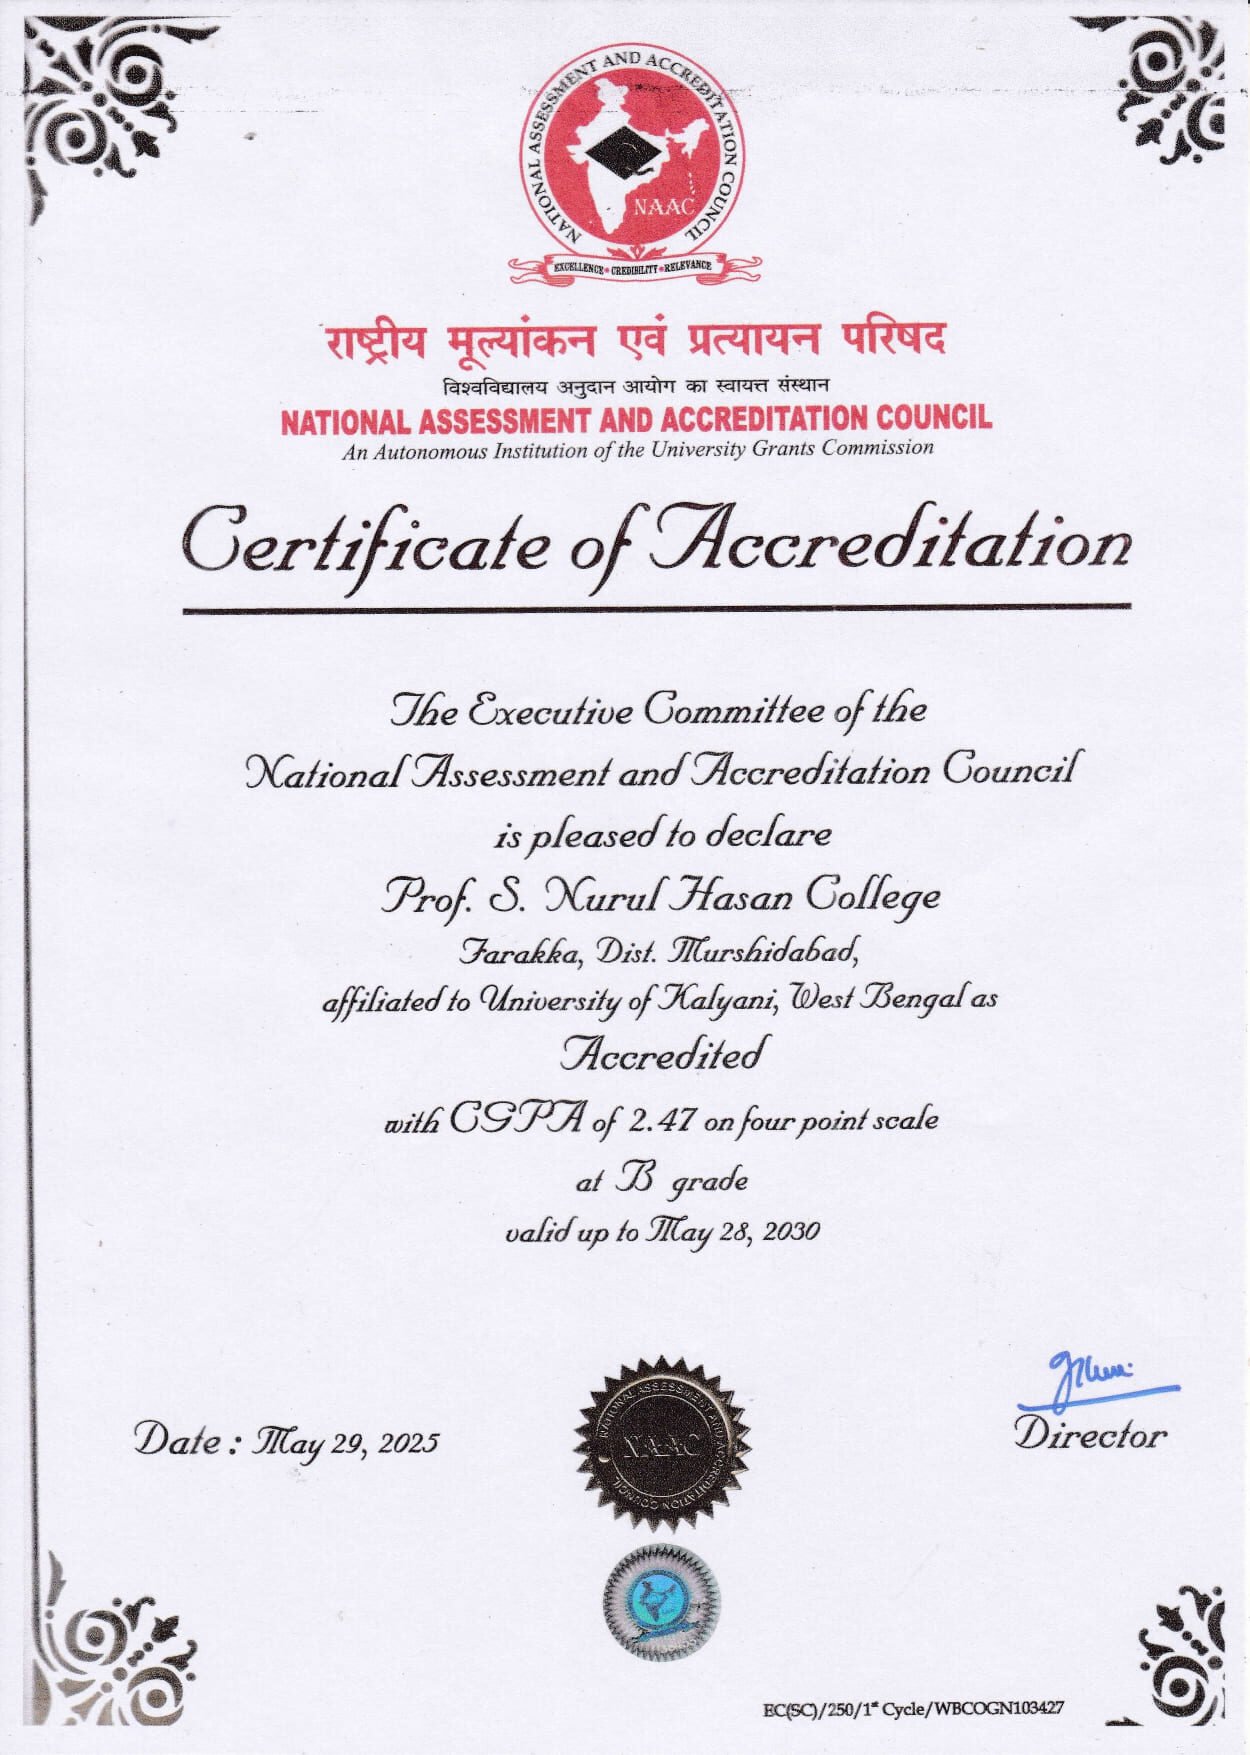 NATIONAL ASSESSMENT AND ACCREDITATION COUNCIL
NAAC
EXCELLENCE * CREDIBILITY * RELEVANCE
राष्ट्रीय मूल्यांकन एवं प्रत्यायन परिषद
विश्वविद्यालय अनुदान आयोग का स्वायत्त संस्थान
NATIONAL ASSESSMENT AND ACCREDITATION COUNCIL
An Autonomous Institution of the University Grants Commission
Certificate of Accreditation
The Executive Committee of the
National Assessment and Accreditation Council
is pleased to declare
Prof. S. Nurul Hasan College
Farakka, Dist. Murshidabad,
affiliated to University of Kalyani, West Bengal as
Accredited
with CGPA of 2.47 on four point scale
at B grade
valid up to May 28, 2030
Date : May 29, 2025
NATIONAL ASSESSMENT AND ACCREDITATION COUNCIL
NAAC
Director
EC(SC)/250/1st Cycle/WBCOGN103427